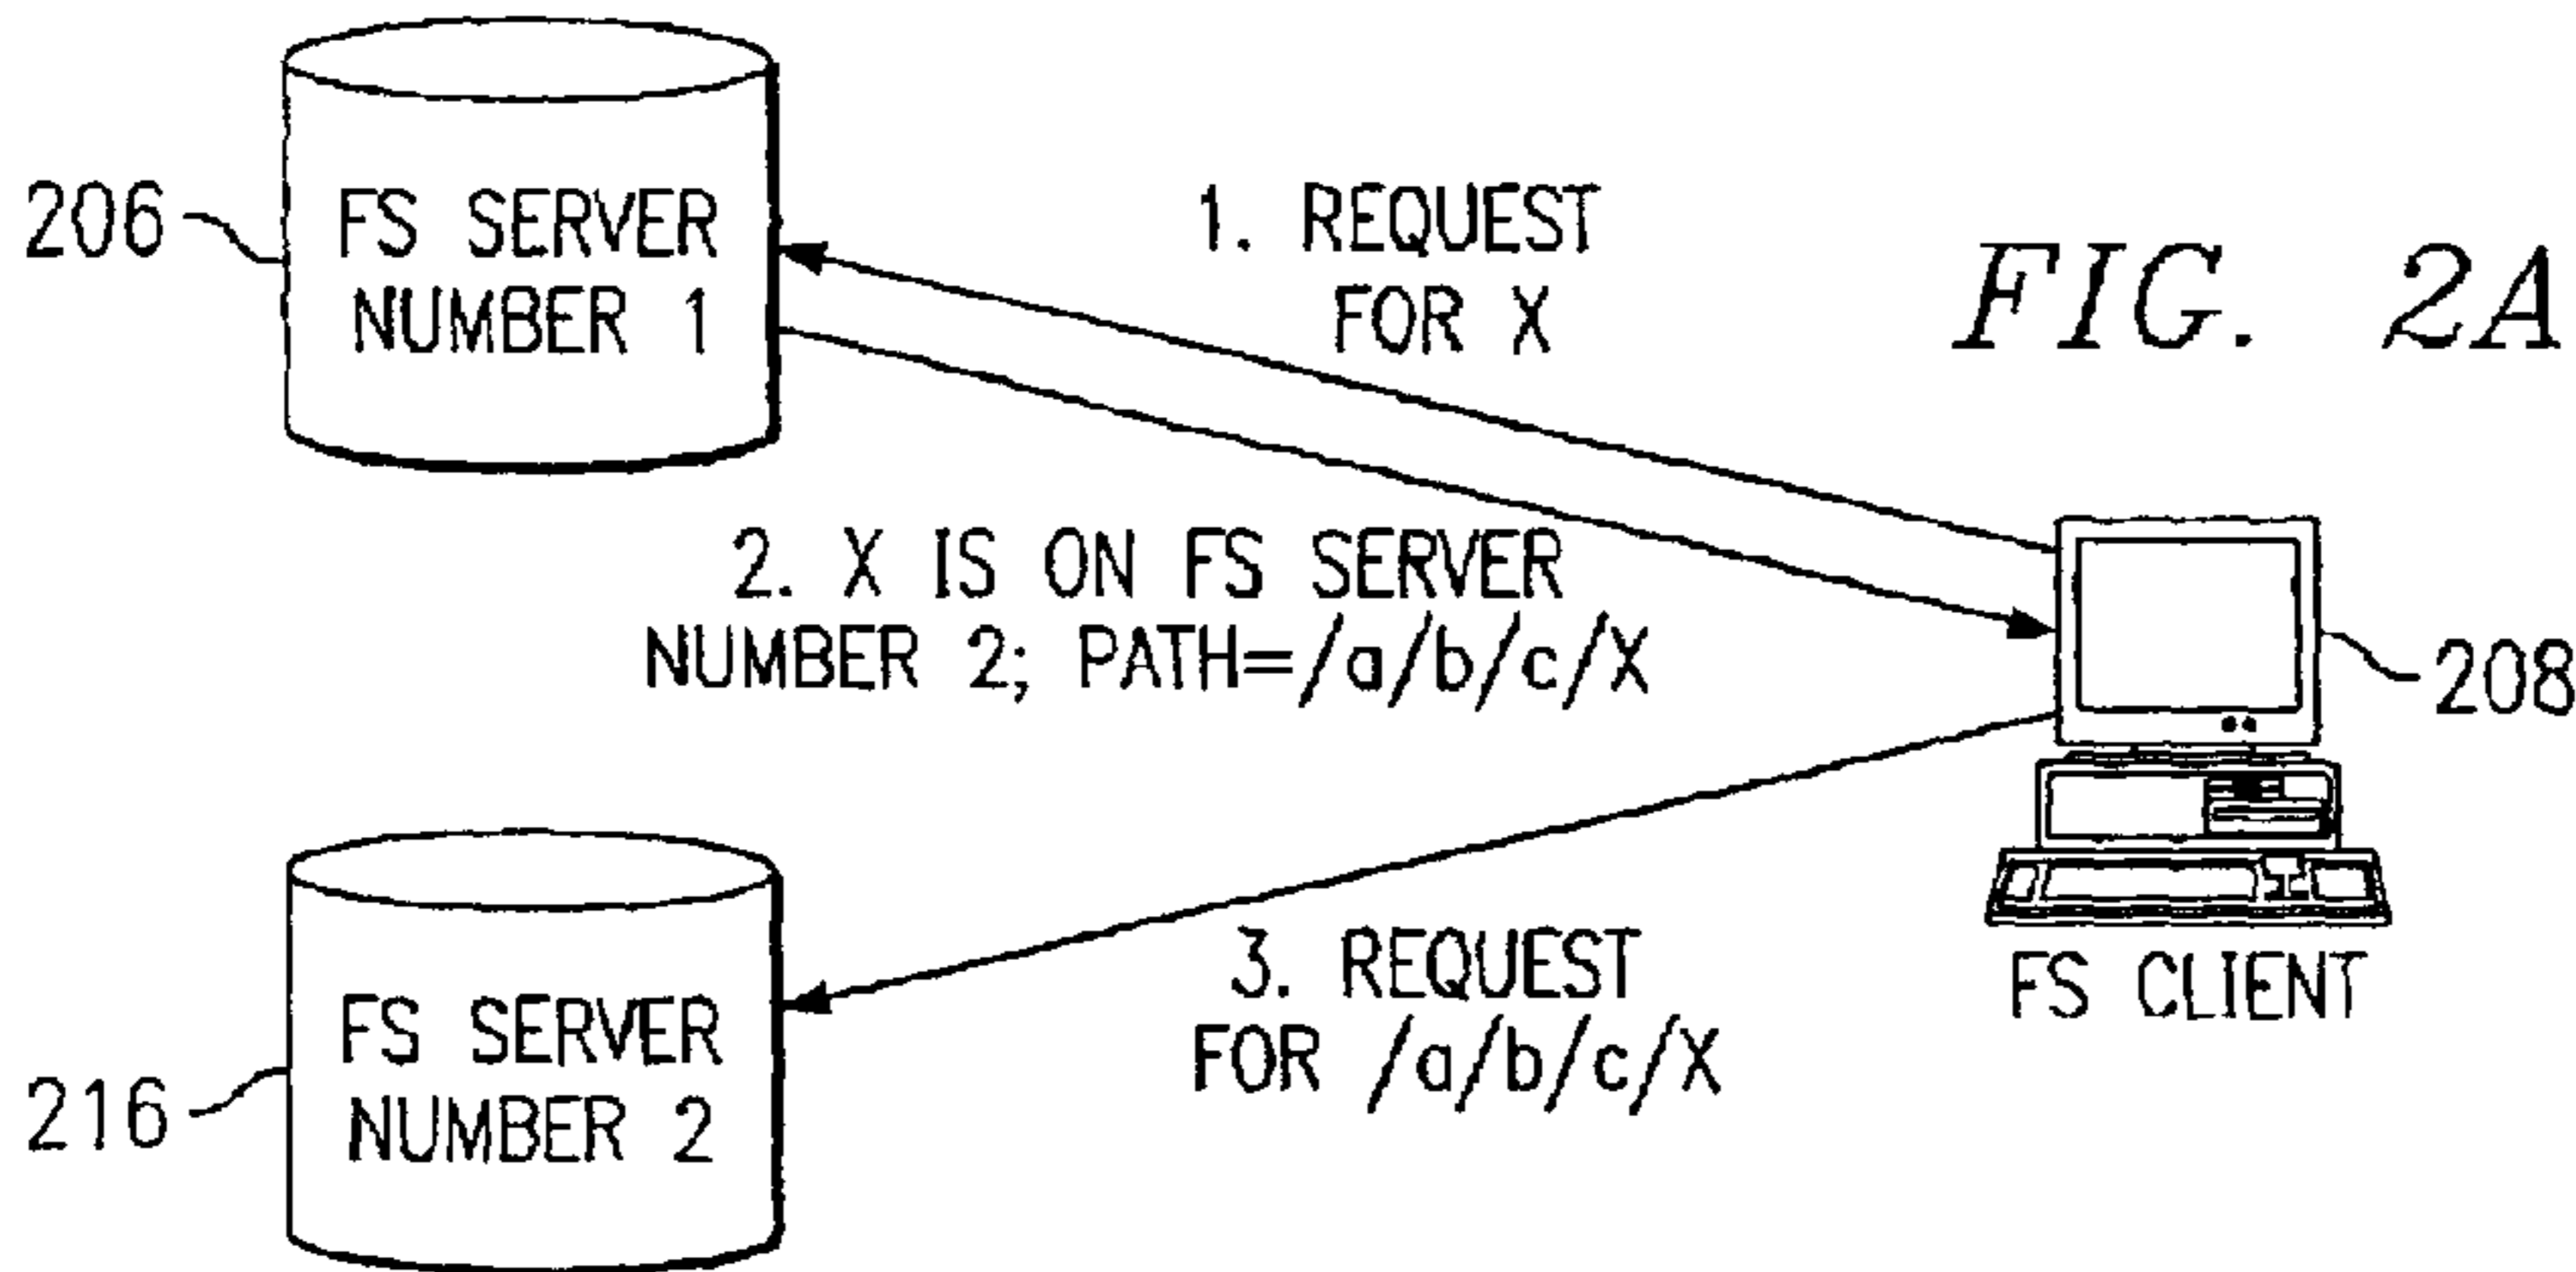 206
FS SERVER
NUMBER 1
1. REQUEST
FOR X
FIG. 2A
2. X IS ON FS SERVER
NUMBER 2; PATH=/a/b/c/X
208
FS CLIENT
216
FS SERVER
NUMBER 2
3. REQUEST
FOR /a/b/c/X